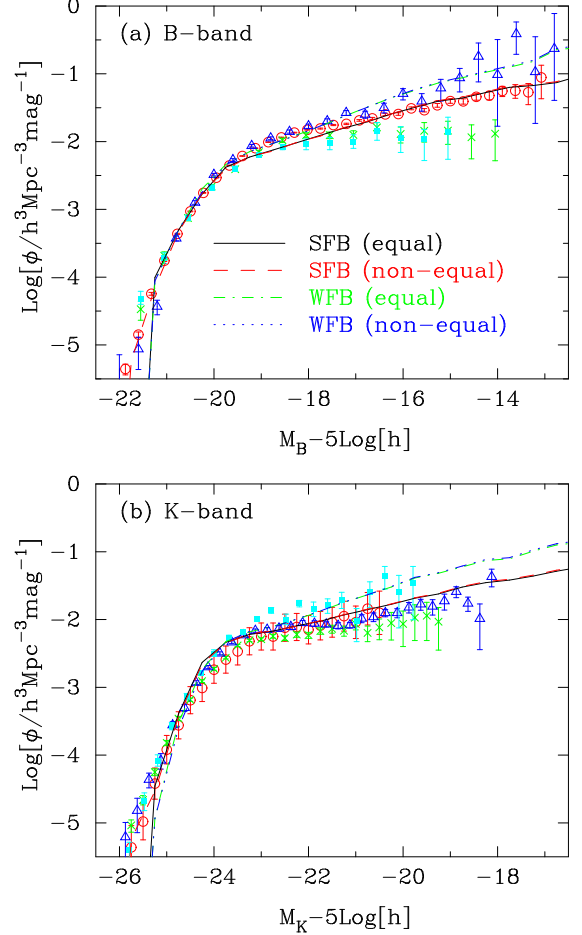 (a) B-band
0
-1
-2
-3
-4
-5
Log[ϕ/h³Mpc⁻³mag⁻¹]
SFB (equal)
SFB (non-equal)
WFB (equal)
WFB (non-equal)
-22 -20 -18 -16 -14
M_B-5Log[h]
(b) K-band
0
-1
-2
-3
-4
-5
Log[ϕ/h³Mpc⁻³mag⁻¹]
-26 -24 -22 -20 -18
M_K-5Log[h]